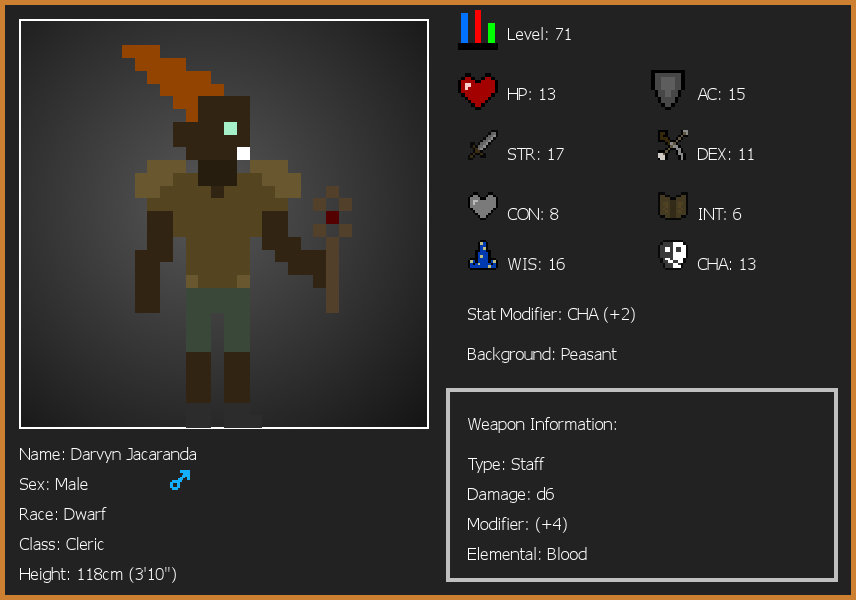 Level: 71
HP: 13
AC: 15
STR: 17
DEX: 11
CON: 8
INT: 6
WIS: 16
CHA: 13
Stat Modifier: CHA (+2)
Background: Peasant
Weapon Information:
Type: Staff
Damage: d6
Modifier: (+4)
Elemental: Blood
Name: Darvyn Jacaranda
Sex: Male
Race: Dwarf
Class: Cleric
Height: 118cm (3'10")